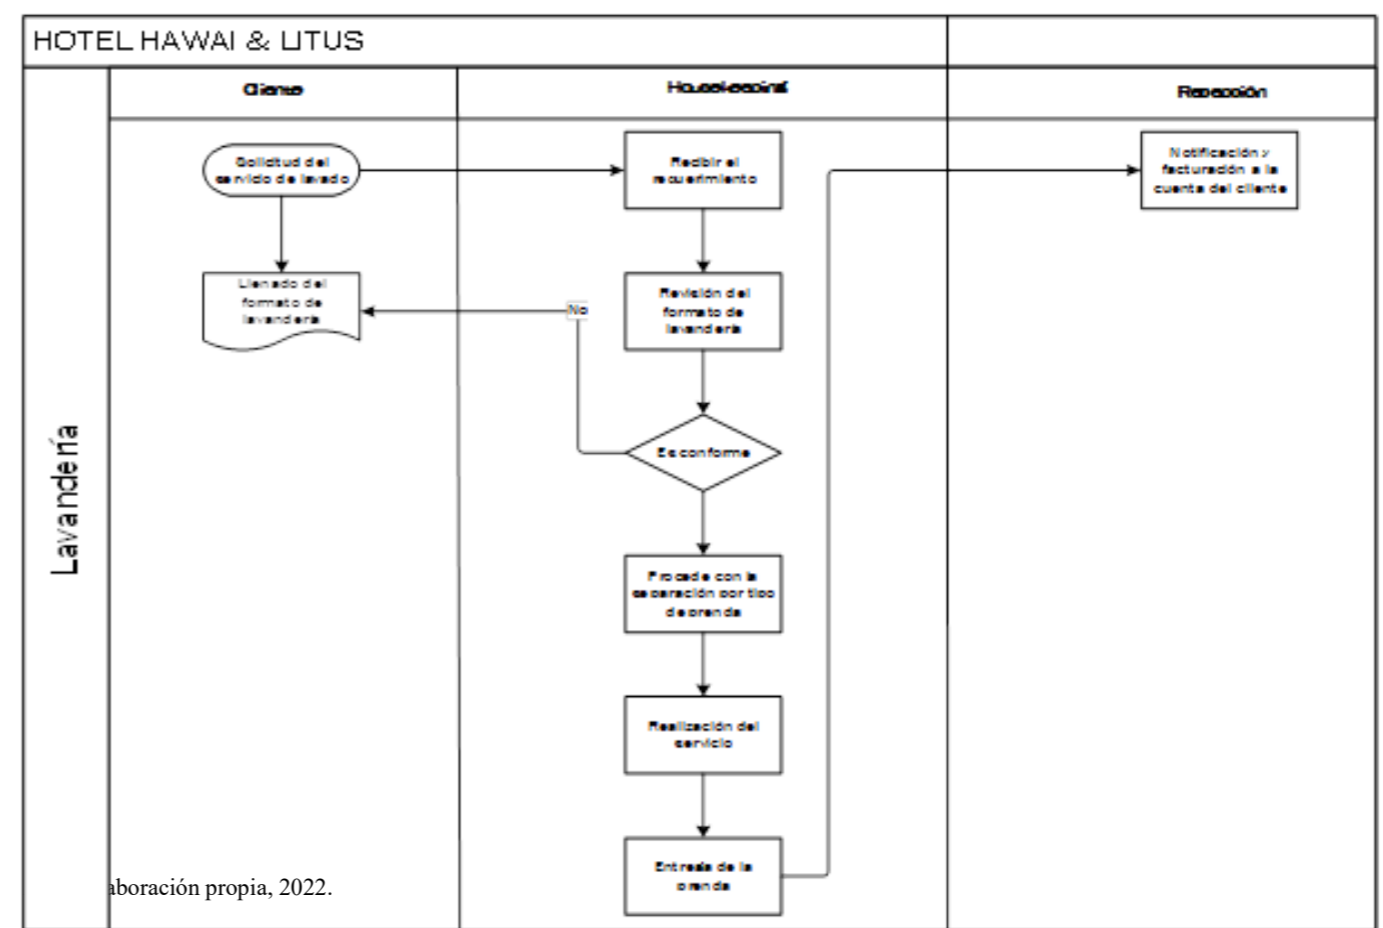 HOTEL HAWAI & LITUS
Cliente
Housekeeping
Recepción
Lavandería
Solicitud del
servicio de lavado
Recibir el
requerimiento
Notificación y
facturación a la
cuenta del cliente
Llenado del
formato de
lavandería
No
Revisión del
formato de
lavandería
Es conforme
Procede con la
separación por tipo
de prenda
Realización del
servicio
Entrega de la
prenda
aboración propia, 2022.